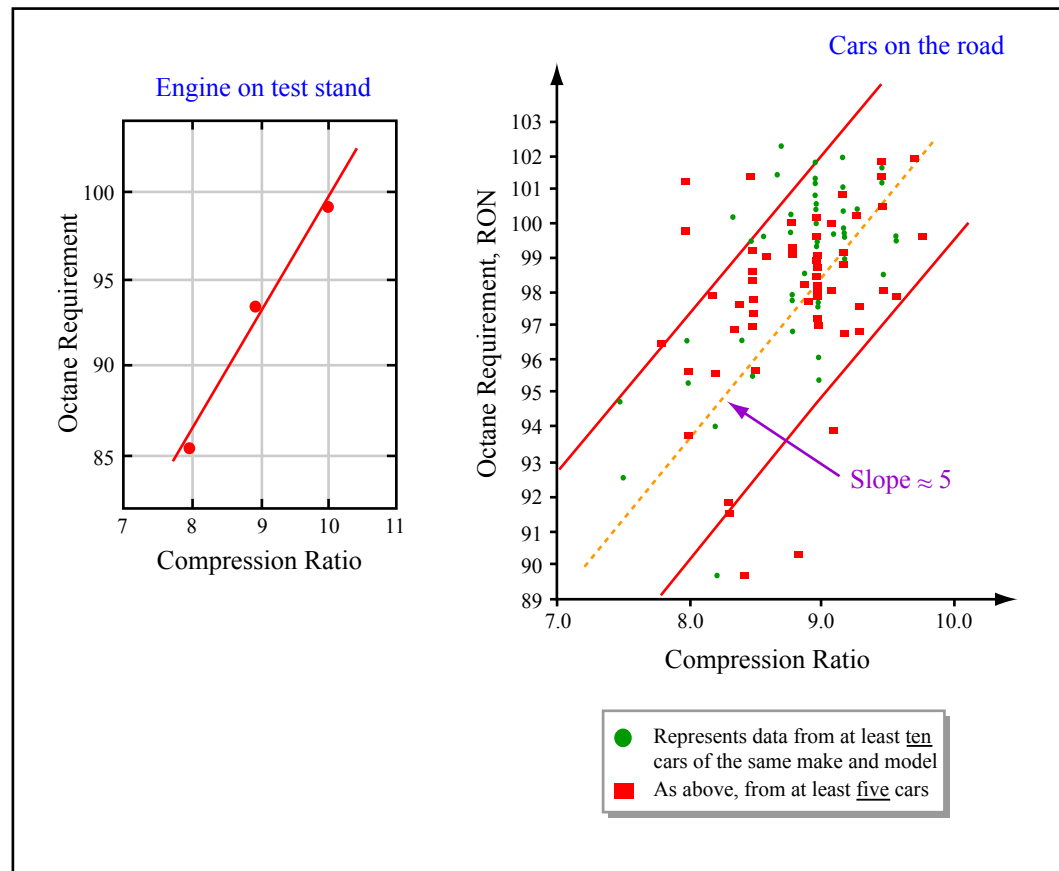 Engine on test stand
Octane Requirement
100
95
90
85
7 8 9 10 11
Compression Ratio
Cars on the road
Octane Requirement, RON
103
102
101
100
99
98
97
96
95
94
93
92
91
90
89
7.0 8.0 9.0 10.0
Compression Ratio
Slope ≈ 5
Represents data from at least ten
cars of the same make and model
As above, from at least five cars